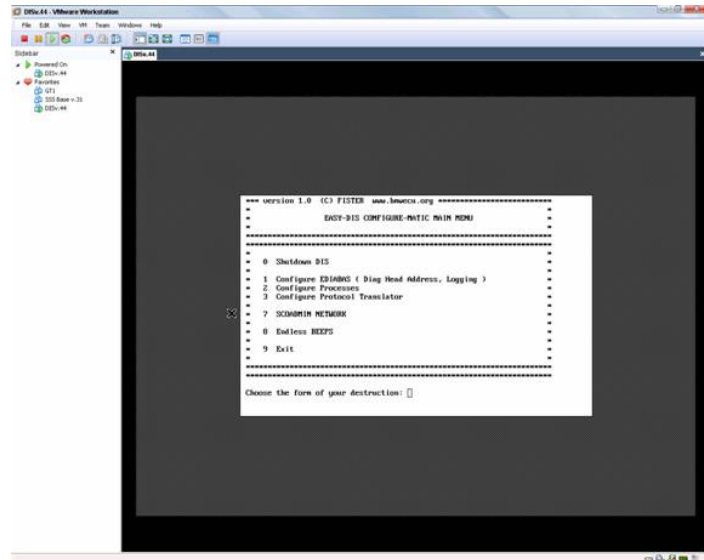 DISv.44 - VMware Workstation
File Edit View VM Team Windows Help
Sidebar
Powered On
DISv.44
Favorites
GT1
SSS Base v.31
DISv.44
DISv.44
*** version 1.0 (C) FISTER www.bmwecu.org **************************
EASY-DIS CONFIGURE-MATIC MAIN MENU
0 Shutdown DIS
1 Configure EDIABAS ( Diag Head Address, Logging )
2 Configure Processes
3 Configure Protocol Translator
7 SCOADMIN NETWORK
8 Endless BEEPS
9 Exit
Choose the form of your destruction: